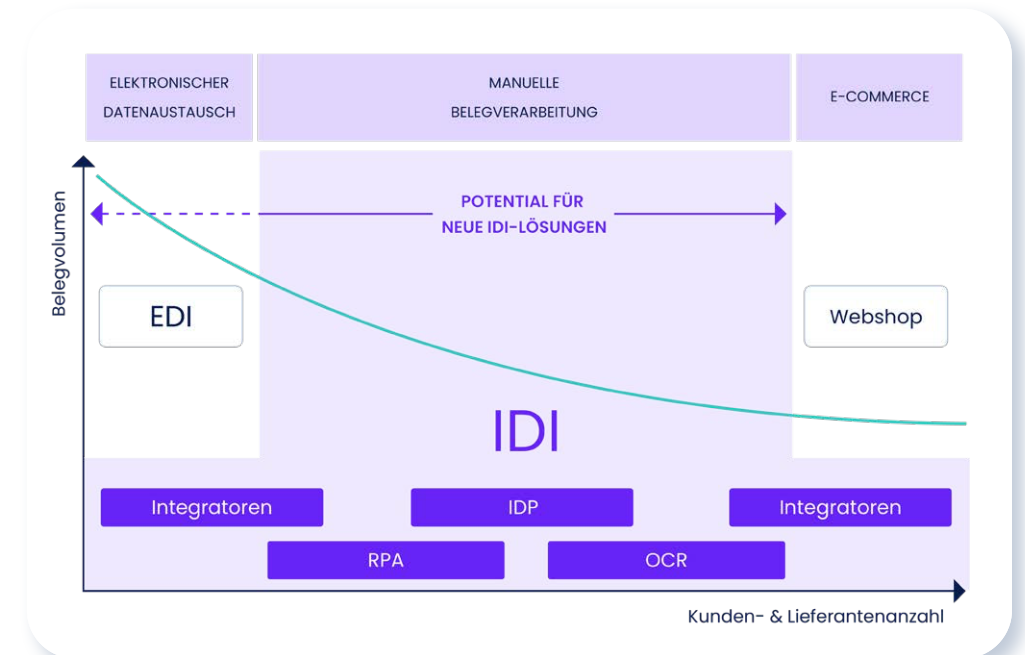 ELEKTRONISCHER
DATENAUSTAUSCH
MANUELLE
BELEGVERARBEITUNG
E-COMMERCE
Belegvolumen
POTENTIAL FÜR
NEUE IDI-LÖSUNGEN
EDI
Webshop
IDI
Integratoren
IDP
Integratoren
RPA
OCR
Kunden- & Lieferantenanzahl